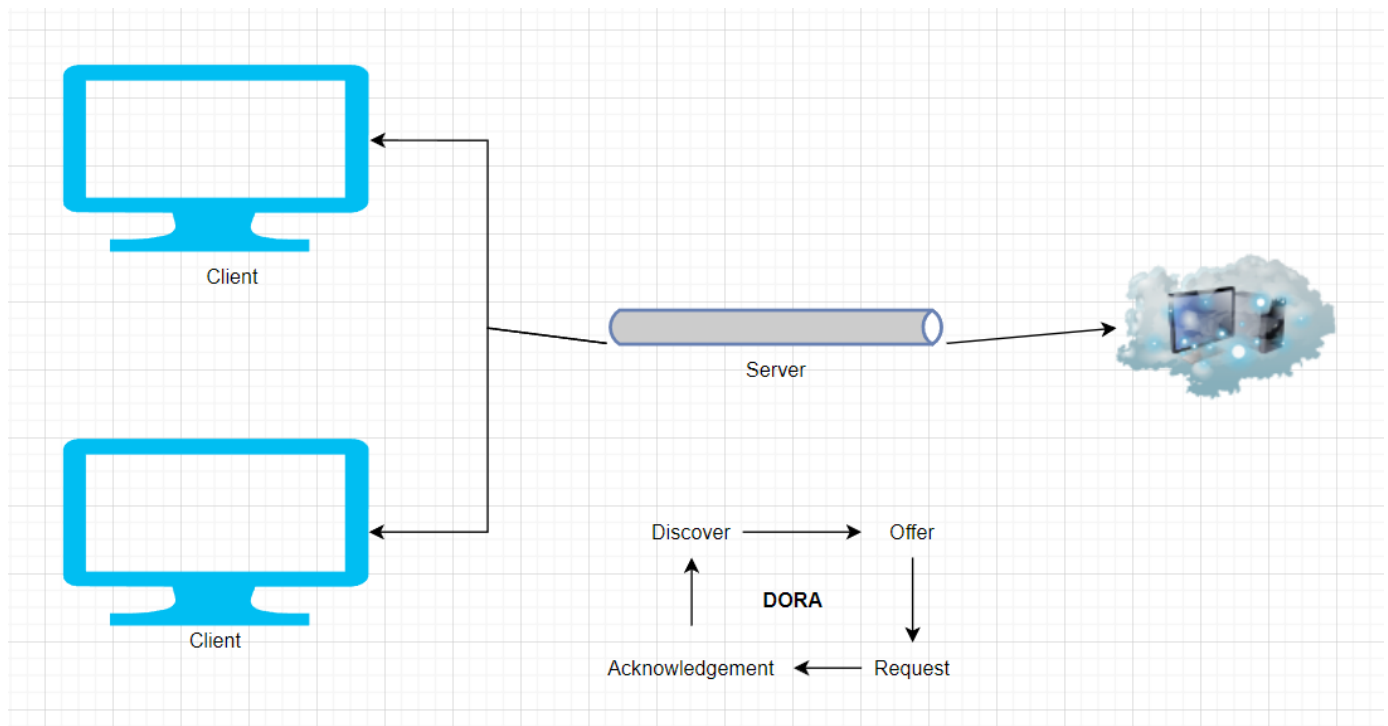 Client
Server
Client
Discover
Offer
DORA
Acknowledgement
Request